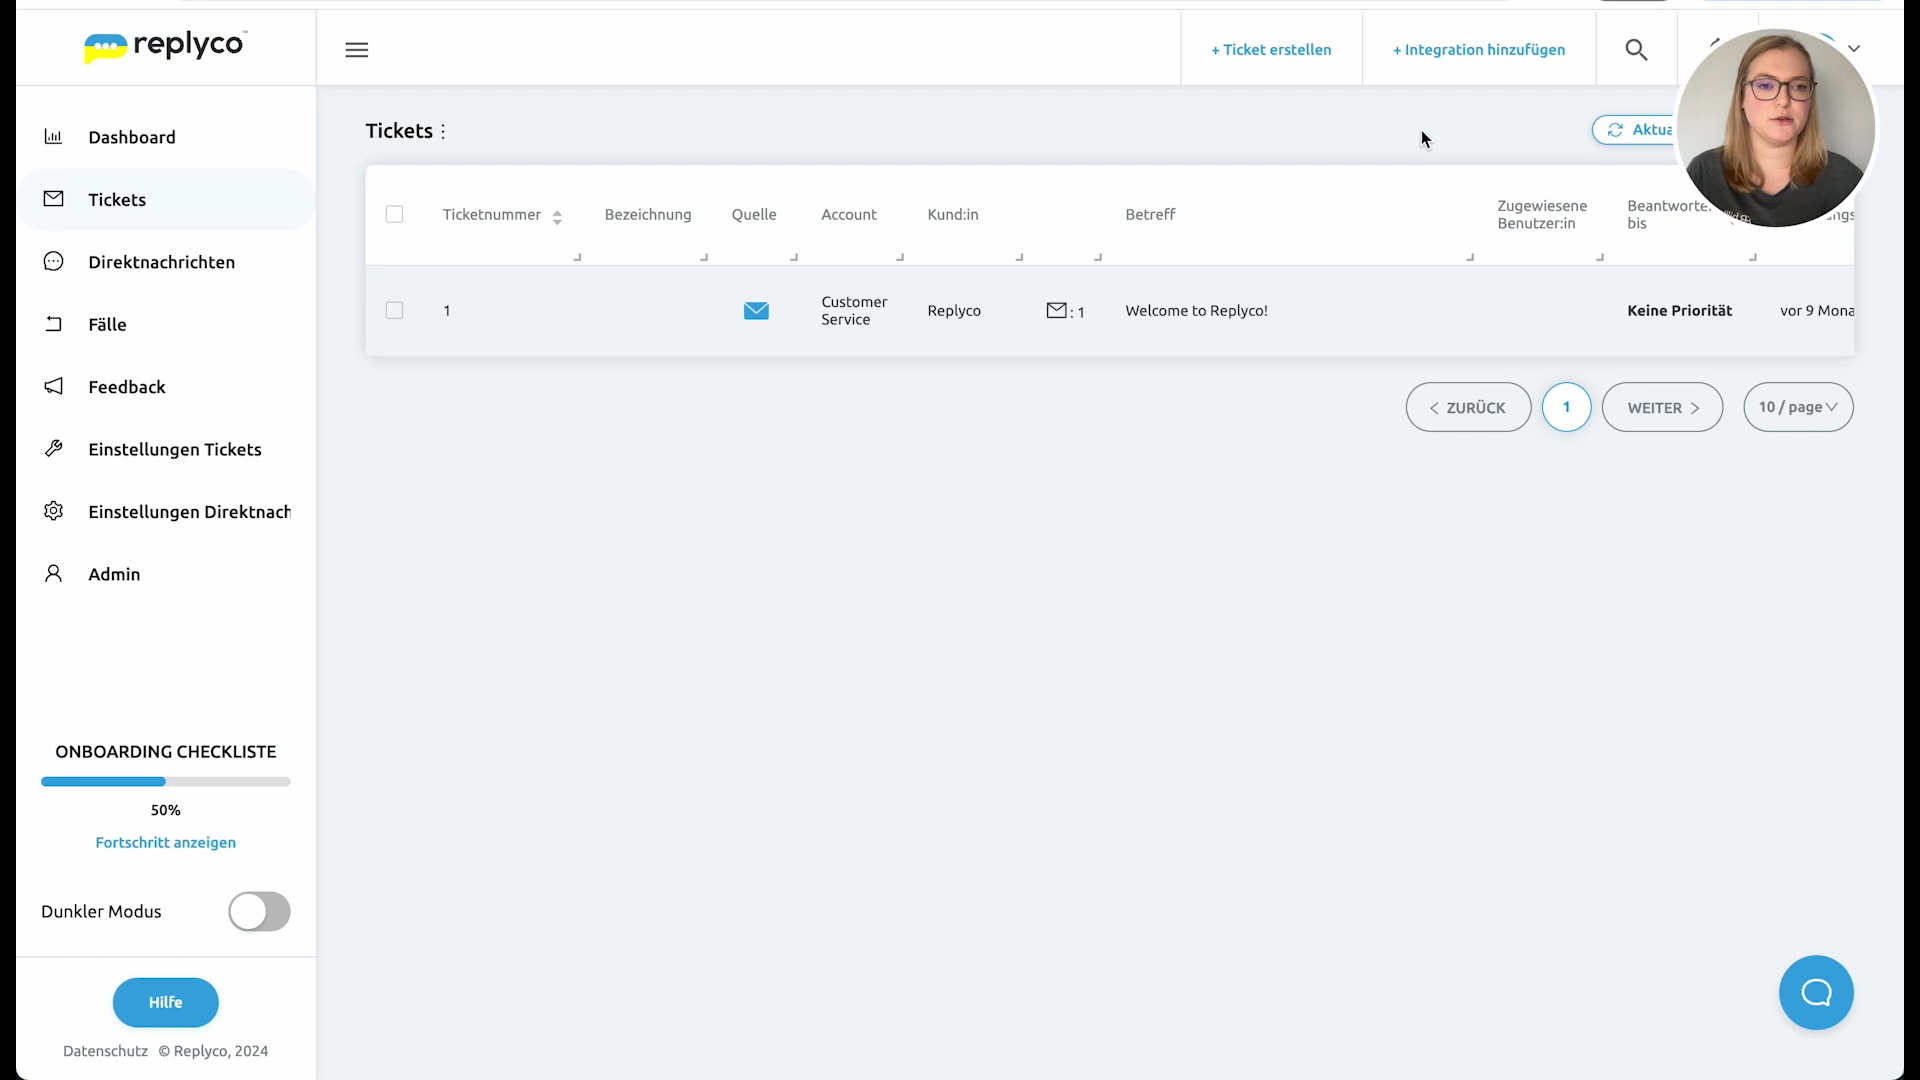 replyco
+ Ticket erstellen
+ Integration hinzufügen
Dashboard
Tickets
Direktnachrichten
Fälle
Feedback
Einstellungen Tickets
Einstellungen Direktnach
Admin
ONBOARDING CHECKLISTE
50%
Fortschritt anzeigen
Dunkler Modus
Hilfe
Datenschutz © Replyco, 2024
Tickets
Ticketnummer
Bezeichnung
Quelle
Account
Kund:in
Betreff
Zugewiesene
Benutzer:in
bis
1
Customer
Service
Replyco
: 1
Welcome to Replyco!
Keine Priorität
vor 9 Mona
< ZURÜCK
1
WEITER >
10 / page